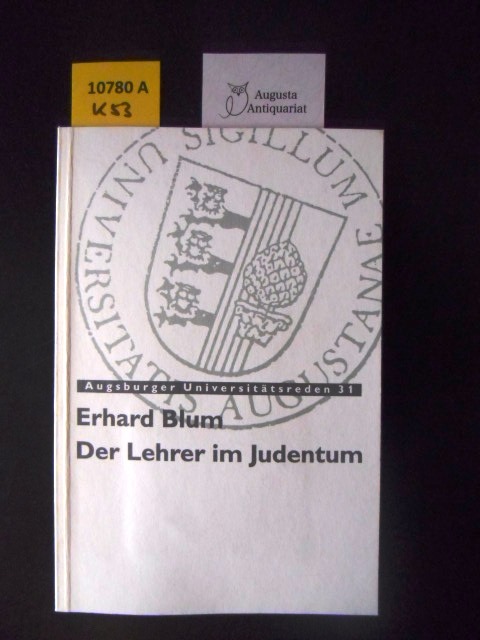 10780 A
K53
Augusta
Antiquariat
SIGILLUM UNIVERSITATIS AUGUSTANAE
Augsburger Universitätsreden 31
Erhard Blum
Der Lehrer im Judentum